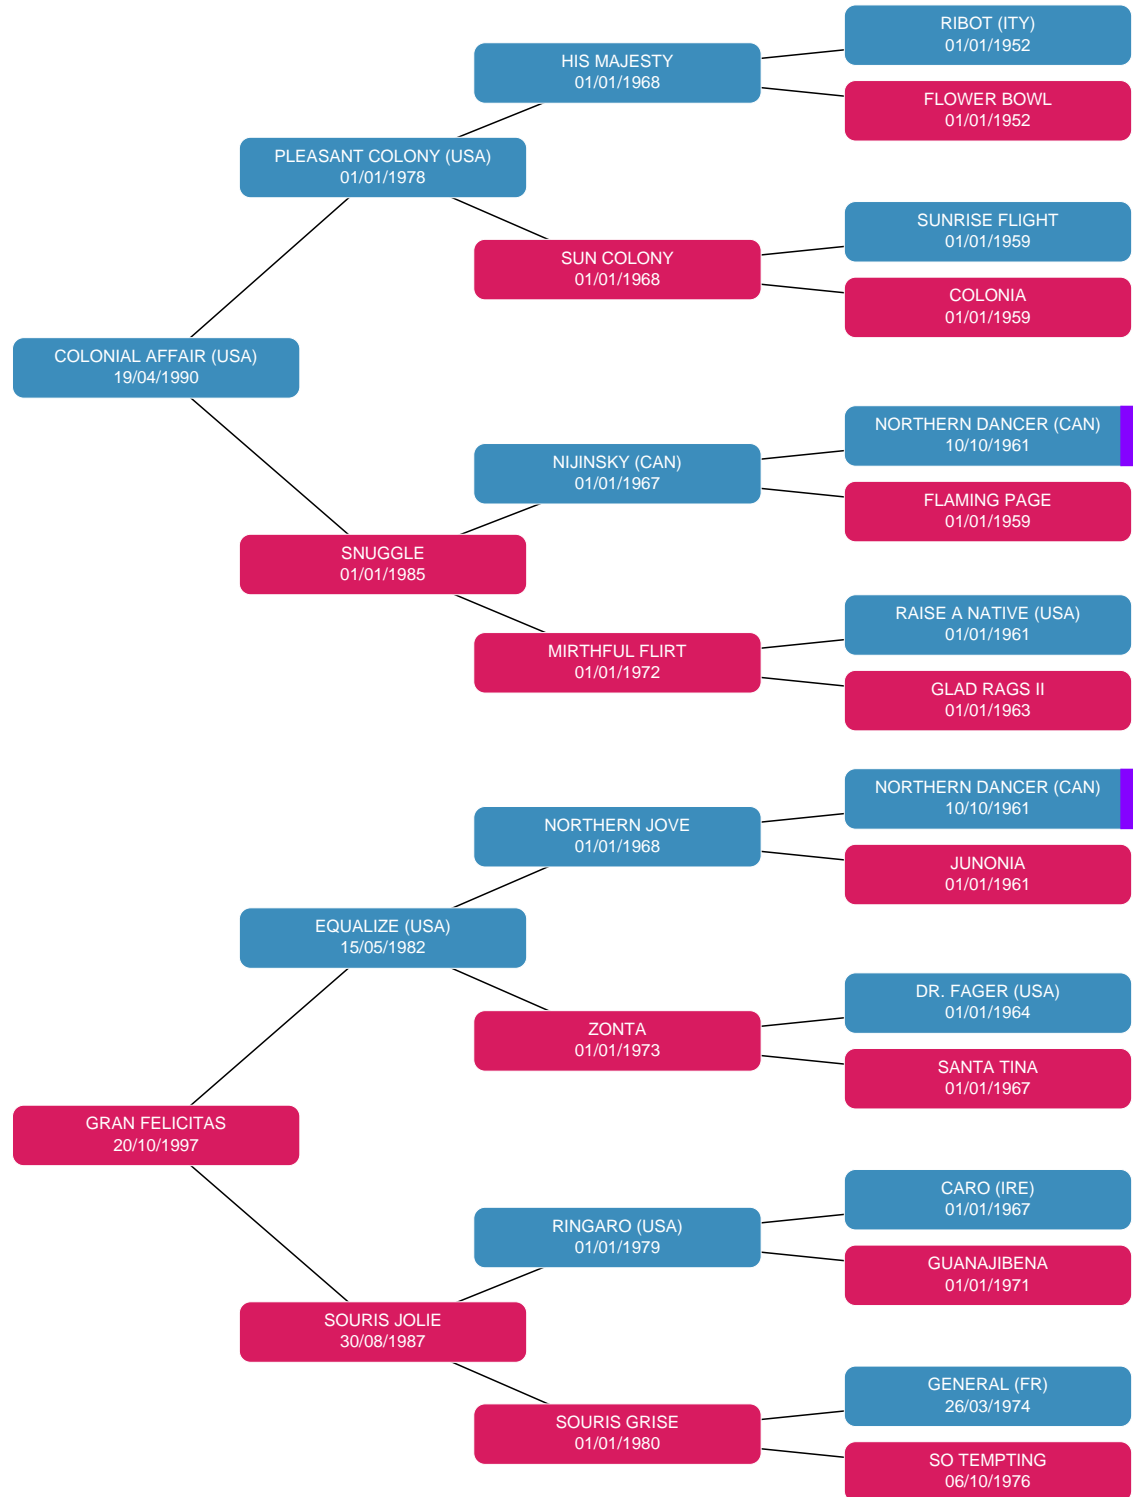 RIBOT (ITY)
01/01/1952
HIS MAJESTY
01/01/1968
FLOWER BOWL
01/01/1952
PLEASANT COLONY (USA)
01/01/1978
SUNRISE FLIGHT
01/01/1959
SUN COLONY
01/01/1968
COLONIA
01/01/1959
COLONIAL AFFAIR (USA)
19/04/1990
NORTHERN DANCER (CAN)
10/10/1961
NIJINSKY (CAN)
01/01/1967
FLAMING PAGE
01/01/1959
SNUGGLE
01/01/1985
RAISE A NATIVE (USA)
01/01/1961
MIRTHFUL FLIRT
01/01/1972
GLAD RAGS II
01/01/1963
NORTHERN DANCER (CAN)
10/10/1961
NORTHERN JOVE
01/01/1968
JUNONIA
01/01/1961
EQUALIZE (USA)
15/05/1982
DR. FAGER (USA)
01/01/1964
ZONTA
01/01/1973
SANTA TINA
01/01/1967
GRAN FELICITAS
20/10/1997
CARO (IRE)
01/01/1967
RINGARO (USA)
01/01/1979
GUANAJIBENA
01/01/1971
SOURIS JOLIE
30/08/1987
GENERAL (FR)
26/03/1974
SOURIS GRISE
01/01/1980
SO TEMPTING
06/10/1976